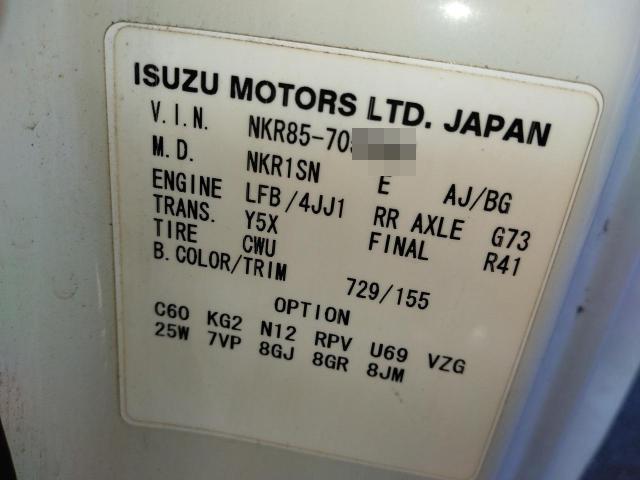 ISUZU MOTORS LTD. JAPAN
V.I.N. NKR85-70
M.D. NKR1SN E AJ/BG
ENGINE LFB/4JJ1 RR AXLE G73
TRANS. Y5X FINAL R41
TIRE CWU
B.COLOR/TRIM 729/155
OPTION
C60 KG2 N12 RPV U69 VZG
25W 7VP 8GJ 8GR 8JM